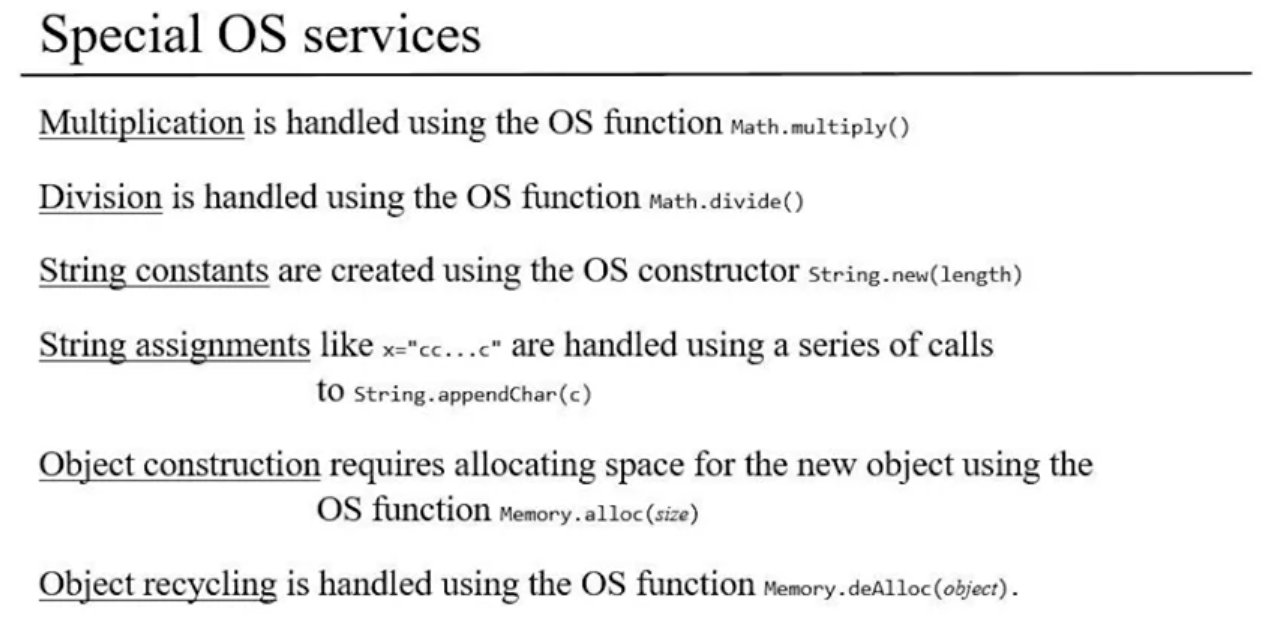 Special OS services
Multiplication is handled using the OS function Math.multiply()
Division is handled using the OS function Math.divide()
String constants are created using the OS constructor String.new(length)
String assignments like x="cc...c" are handled using a series of calls
to String.appendChar(c)
Object construction requires allocating space for the new object using the
OS function Memory.alloc(size)
Object recycling is handled using the OS function Memory.deAlloc(object).